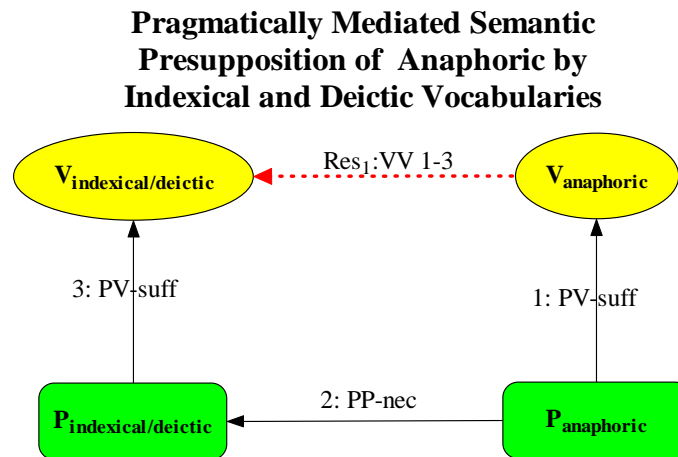 Pragmatically Mediated Semantic
Presupposition of Anaphoric by
Indexical and Deictic Vocabularies
Res1:VV 1-3
Vindexical/deictic
Vanaphoric
3: PV-suff
1: PV-suff
2: PP-nec
Pindexical/deictic
Panaphoric